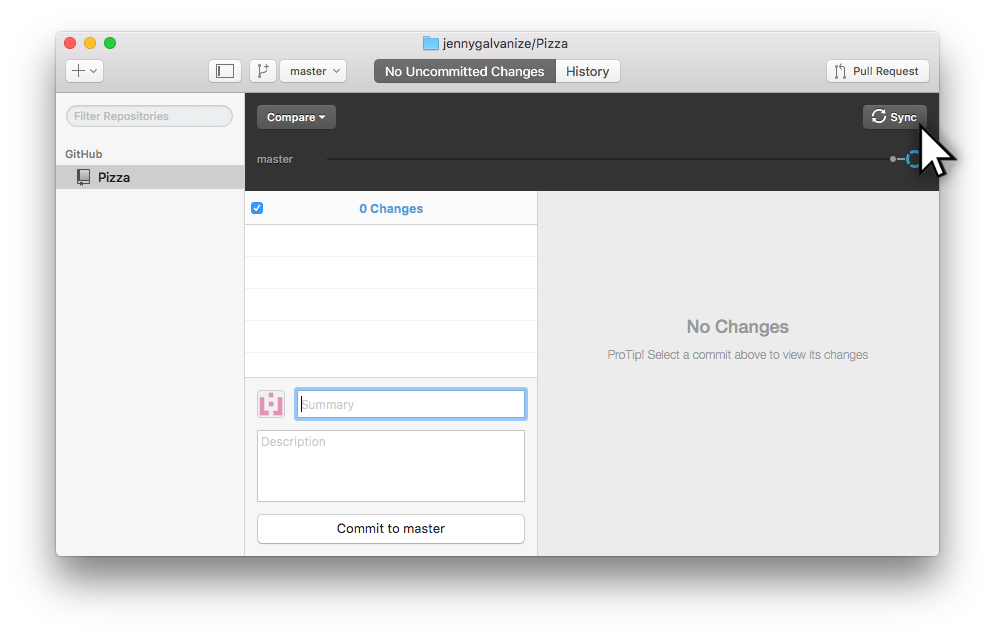 jennygalvanize/Pizza
master
No Uncommitted Changes
History
Pull Request
Filter Repositories
GitHub
Pizza
Compare
Sync
master
0 Changes
No Changes
ProTip! Select a commit above to view its changes
Summary
Description
Commit to master